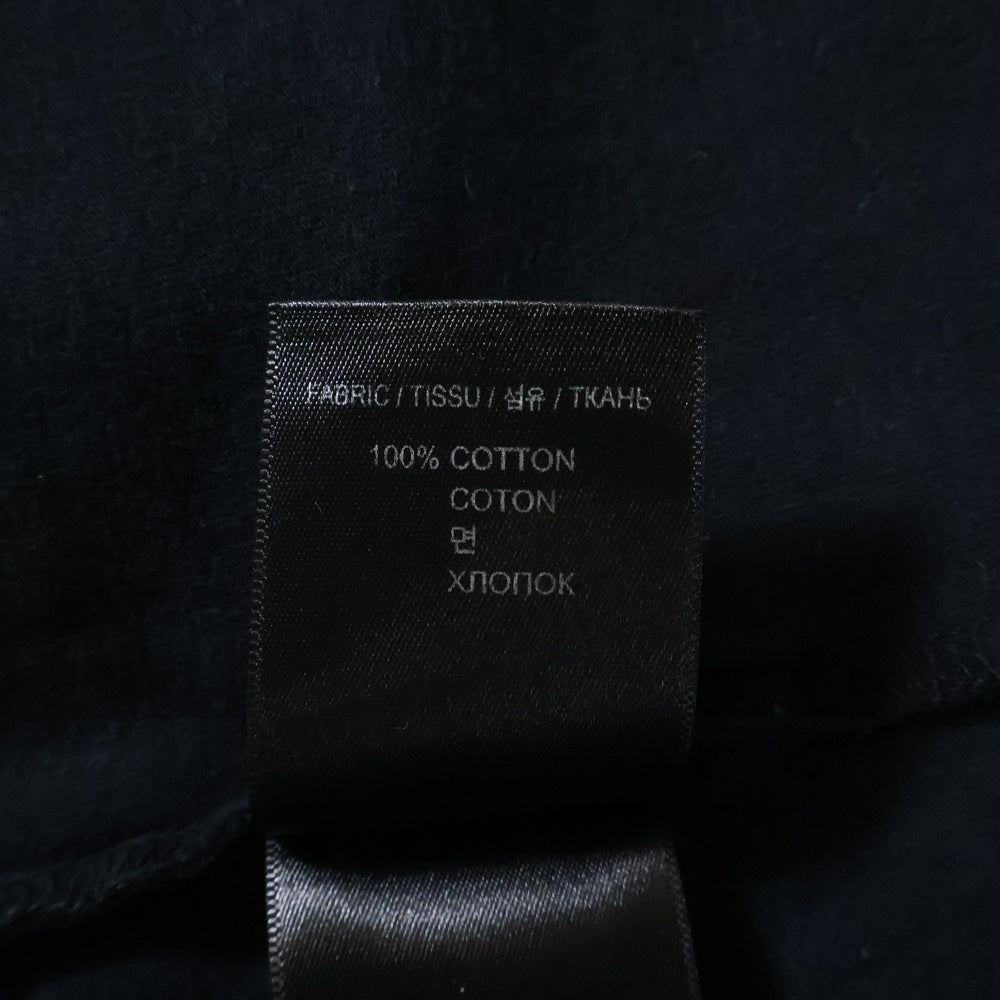 FABRIC / TISSU / 섬유 / ТКАНЬ
100% COTTON
COTON
면
ХЛОПОК